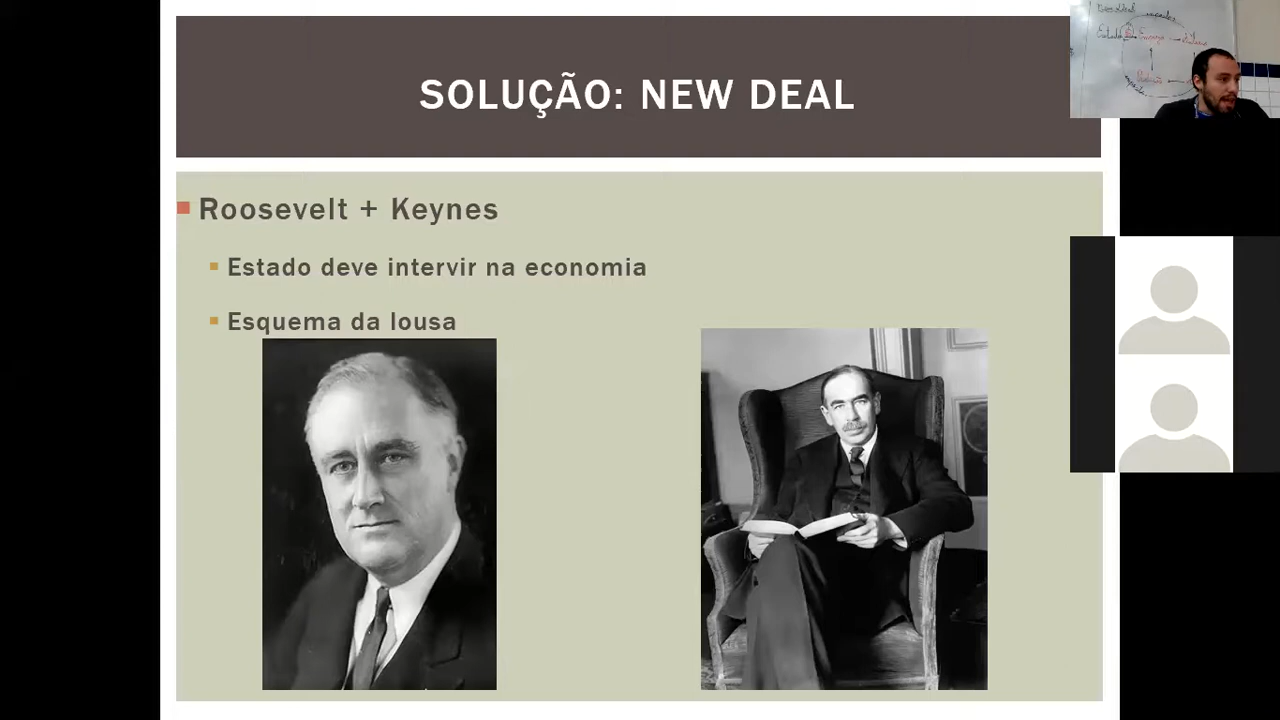 SOLUÇÃO: NEW DEAL
Roosevelt + Keynes
Estado deve intervir na economia
Esquema da lousa